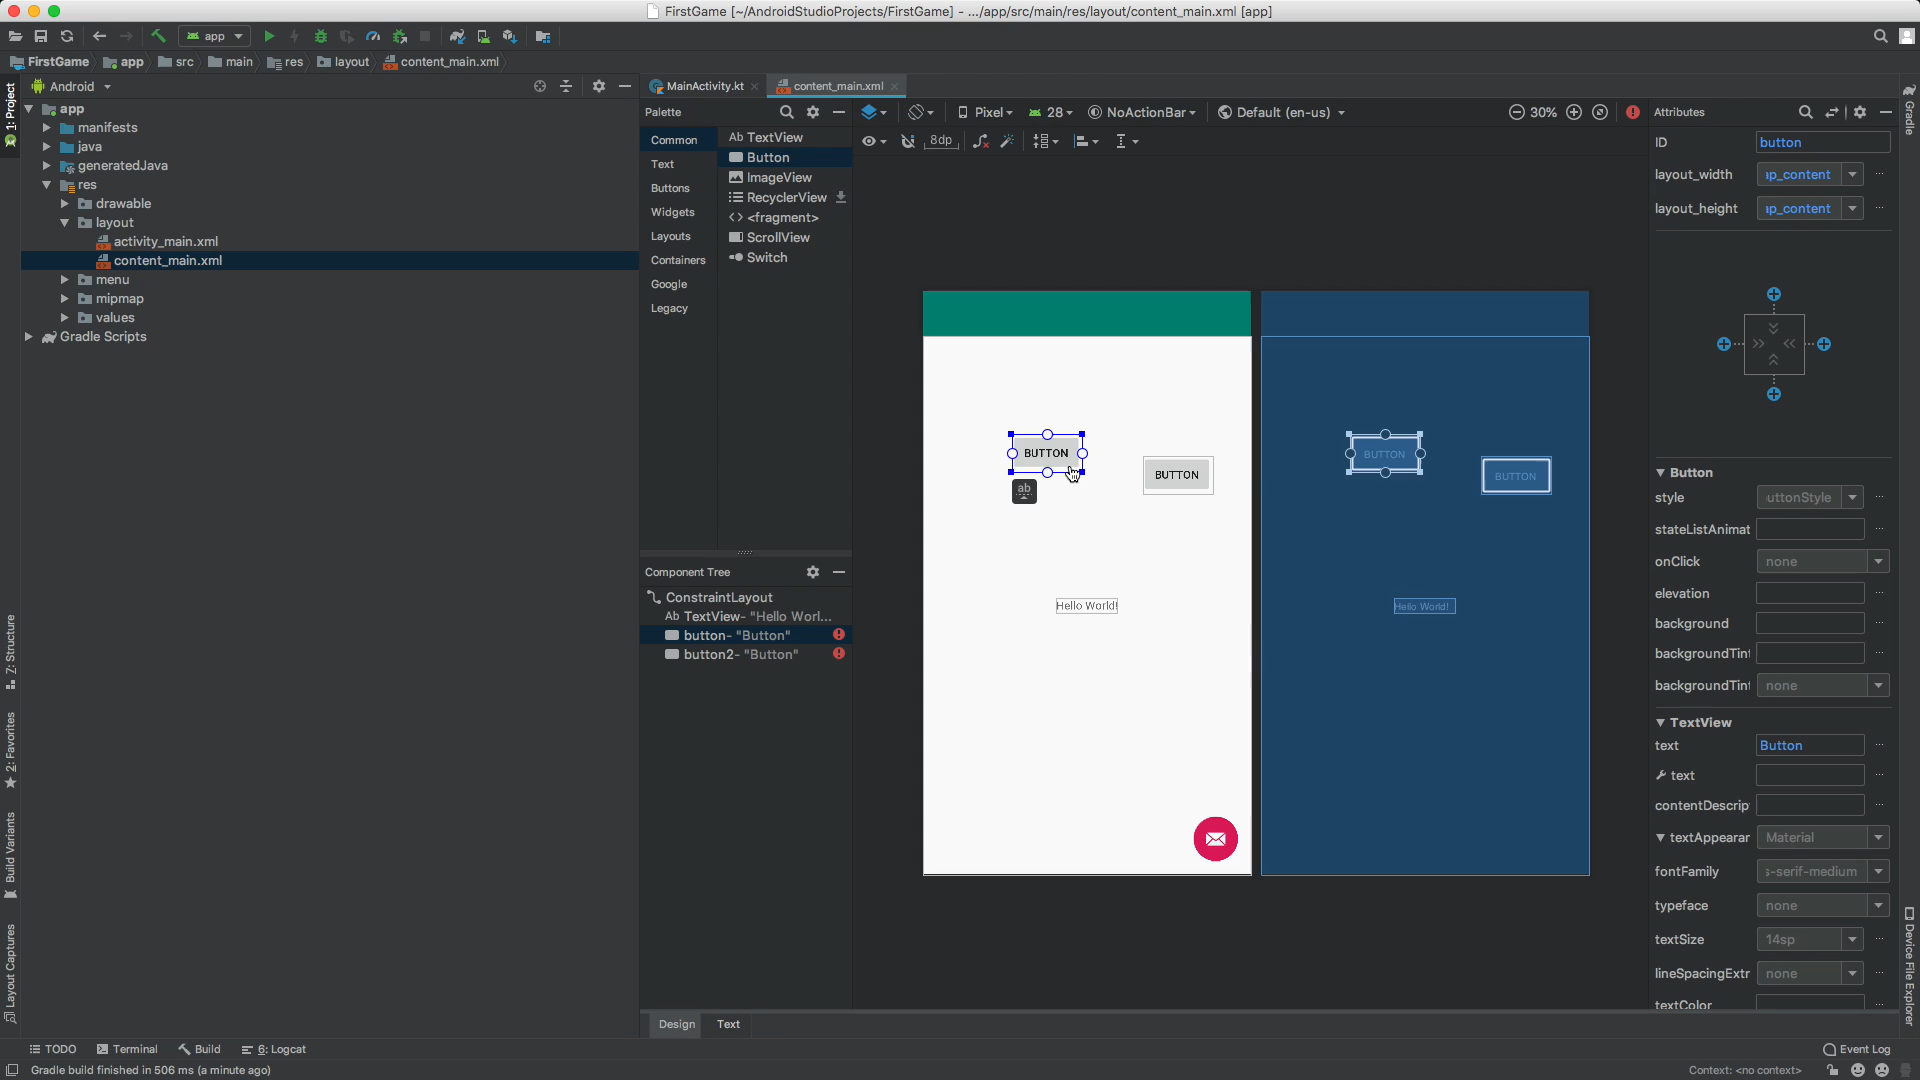 FirstGame [~/AndroidStudioProjects/FirstGame] - .../app/src/main/res/layout/content_main.xml [app]
app
FirstGame
app
src
main
res
layout
content_main.xml
1: Project
Z: Structure
2: Favorites
Build Variants
Layout Captures
Android
app
manifests
java
generatedJava
res
drawable
layout
activity_main.xml
content_main.xml
menu
mipmap
values
Gradle Scripts
MainActivity.kt
content_main.xml
Palette
Common
Text
Buttons
Widgets
Layouts
Containers
Google
Legacy
Ab TextView
Button
ImageView
RecyclerView
<fragment>
ScrollView
Switch
Component Tree
ConstraintLayout
Ab TextView- "Hello Worl...
button- "Button"
button2- "Button"
Pixel
28
NoActionBar
Default (en-us)
30%
8dp
BUTTON
ab
BUTTON
Hello World!
BUTTON
BUTTON
Hello World!
Design
Text
Attributes
ID
button
layout_width
ap_content
layout_height
ap_content
Button
style
uttonStyle
stateListAnimat
onClick
none
elevation
background
backgroundTint
backgroundTint
none
TextView
text
Button
text
contentDescrip
textAppearar
Material
fontFamily
s-serif-medium
typeface
none
textSize
14sp
lineSpacingExtr
none
textColor
Gradle
Device File Explorer
TODO
Terminal
Build
6: Logcat
Event Log
Gradle build finished in 506 ms (a minute ago)
Context: <no context>